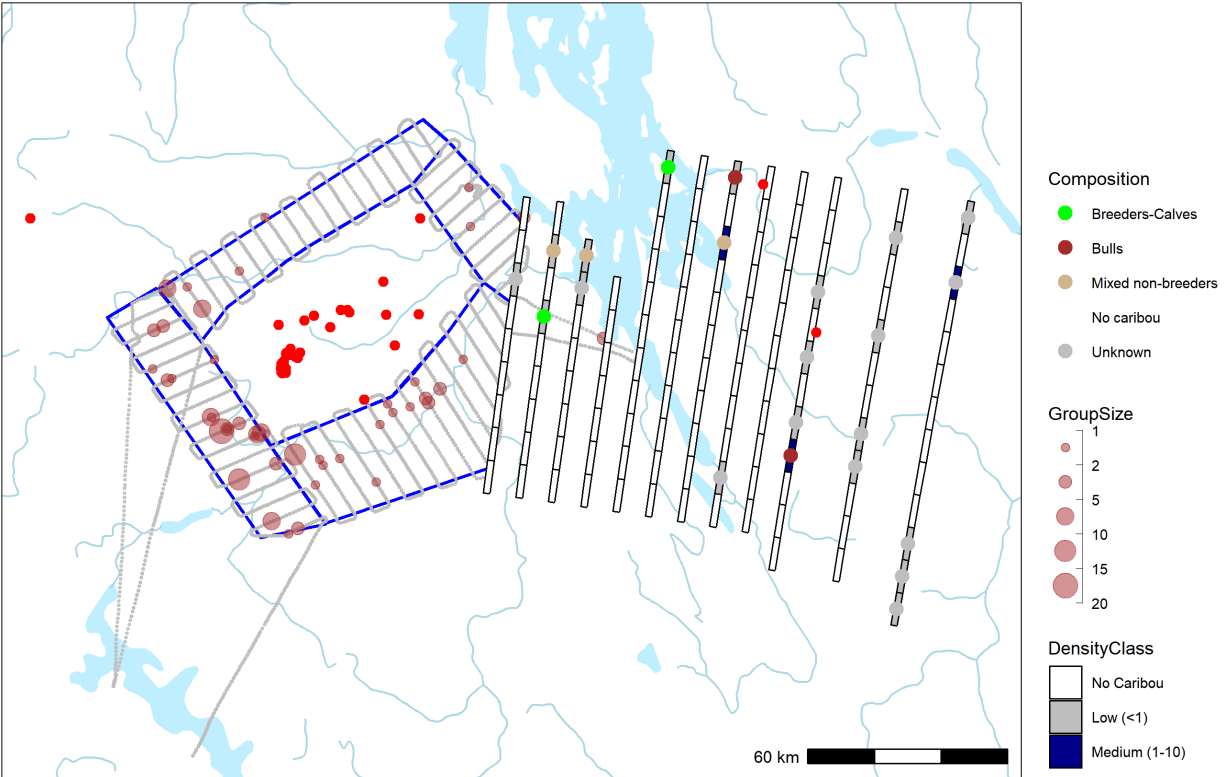 Composition
Breeders-Calves
Bulls
Mixed non-breeders
No caribou
Unknown
GroupSize
1
2
5
10
15
20
DensityClass
No Caribou
Low (<1)
Medium (1-10)
60 km